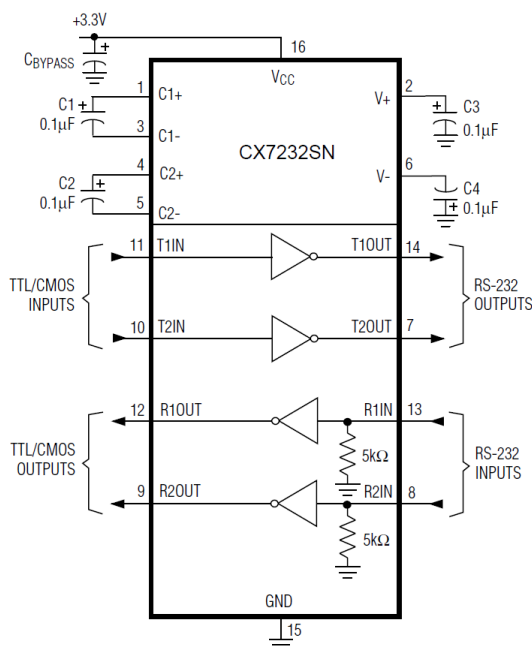 +3.3V
CBYPASS
+
16
VCC
1
C1+
C1
+
0.1µF
3
C1-
4
C2+
C2
+
0.1µF
5
C2-
CX7232SN
2
V+
+
C3
0.1µF
6
V-
C4
+
0.1µF
TTL/CMOS
INPUTS
11
T1IN
T1OUT
14
10
T2IN
T2OUT
7
RS-232
OUTPUTS
TTL/CMOS
OUTPUTS
12
R1OUT
R1IN
13
5kΩ
9
R2OUT
R2IN
8
5kΩ
RS-232
INPUTS
GND
15